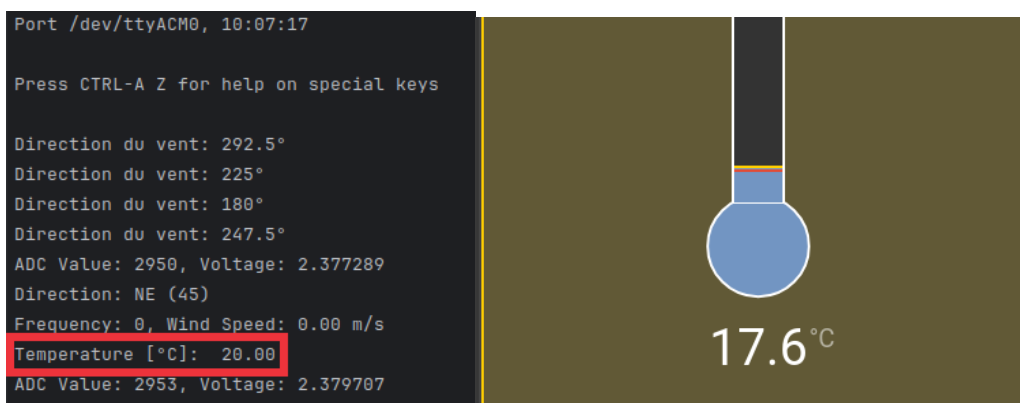 Port /dev/ttyACM0, 10:07:17
Press CTRL-A Z for help on special keys
Direction du vent: 292.5°
Direction du vent: 225°
Direction du vent: 180°
Direction du vent: 247.5°
ADC Value: 2950, Voltage: 2.377289
Direction: NE (45)
Frequency: 0, Wind Speed: 0.00 m/s
Temperature [°C]:  20.00
ADC Value: 2953, Voltage: 2.379707
17.6°C